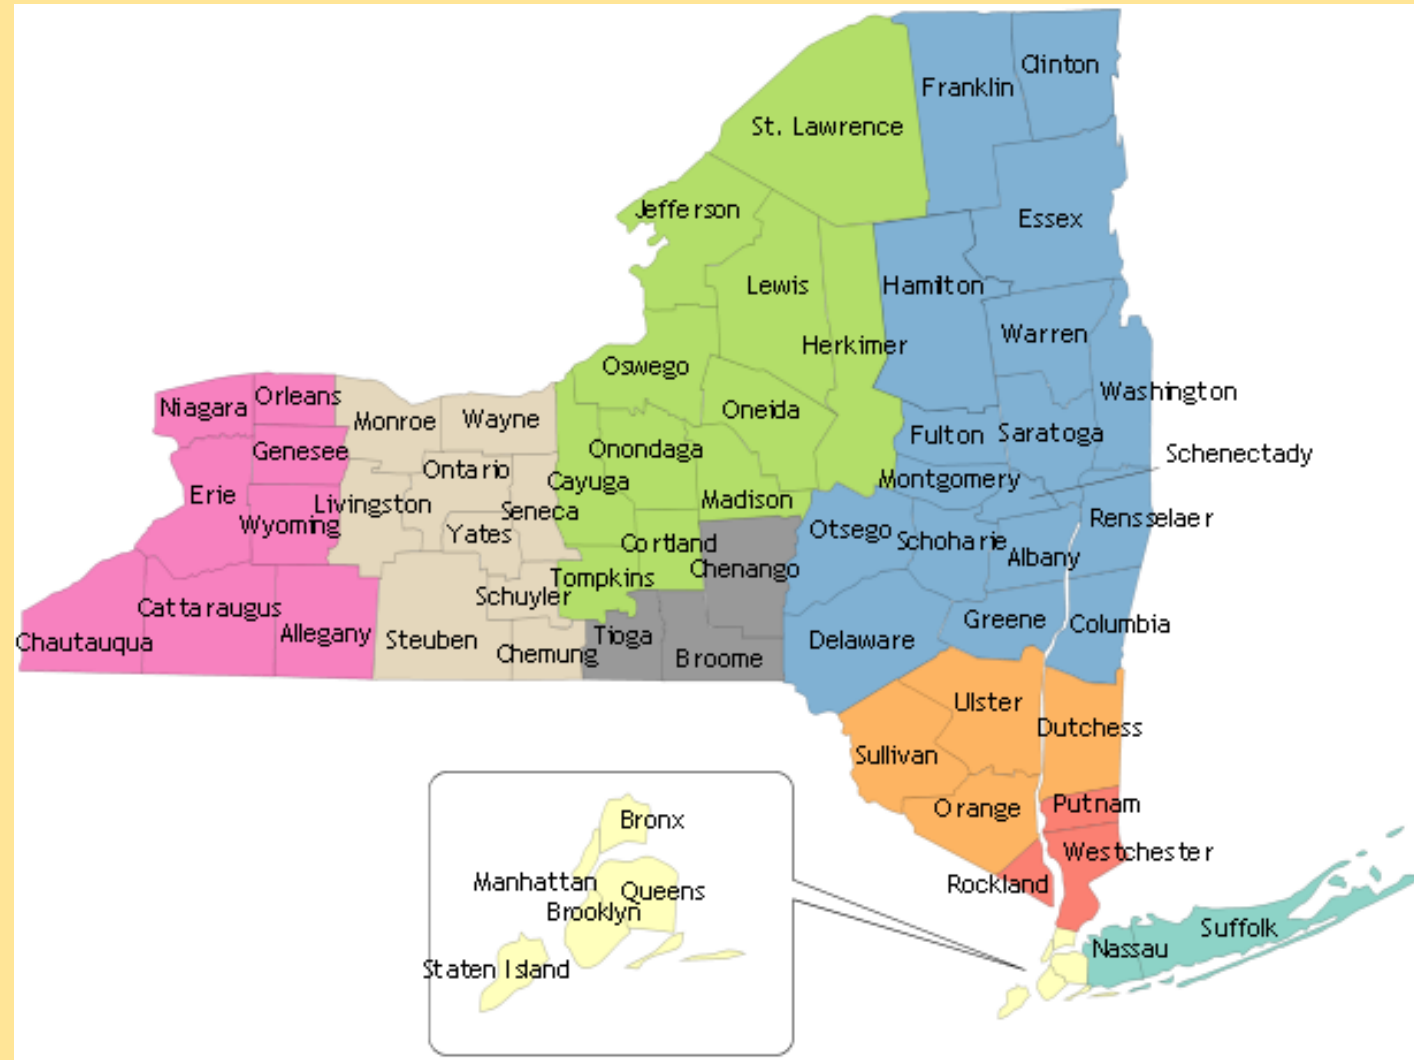 Clinton
Franklin
St. Lawrence
Jefferson
Essex
Lewis
Hamilton
Warren
Herkimer
Oswego
Washington
Orleans
Niagara
Monroe
Wayne
Oneida
Fulton
Saratoga
Genesee
Onondaga
Schenectady
Ontario
Cayuga
Montgomery
Erie
Livingston
Madison
Seneca
Wyoming
Rensselaer
Yates
Otsego
Schoharie
Cortland
Albany
Chenango
Tompkins
Schuyler
Cattaraugus
Greene
Columbia
Allegany
Tioga
Chautauqua
Steuben
Delaware
Chemung
Broome
Ulster
Dutchess
Sullivan
Putnam
Orange
Bronx
Westchester
Manhattan
Rockland
Queens
Brooklyn
Suffolk
Nassau
Staten Island